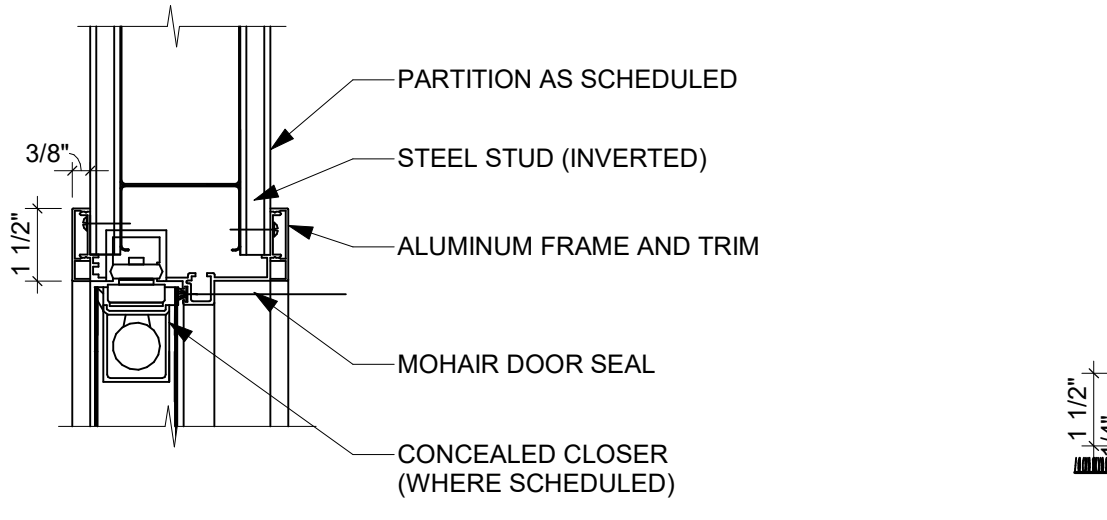 PARTITION AS SCHEDULED
3/8"
STEEL STUD (INVERTED)
1 1/2"
ALUMINUM FRAME AND TRIM
MOHAIR DOOR SEAL
CONCEALED CLOSER
(WHERE SCHEDULED)
1 1/2"